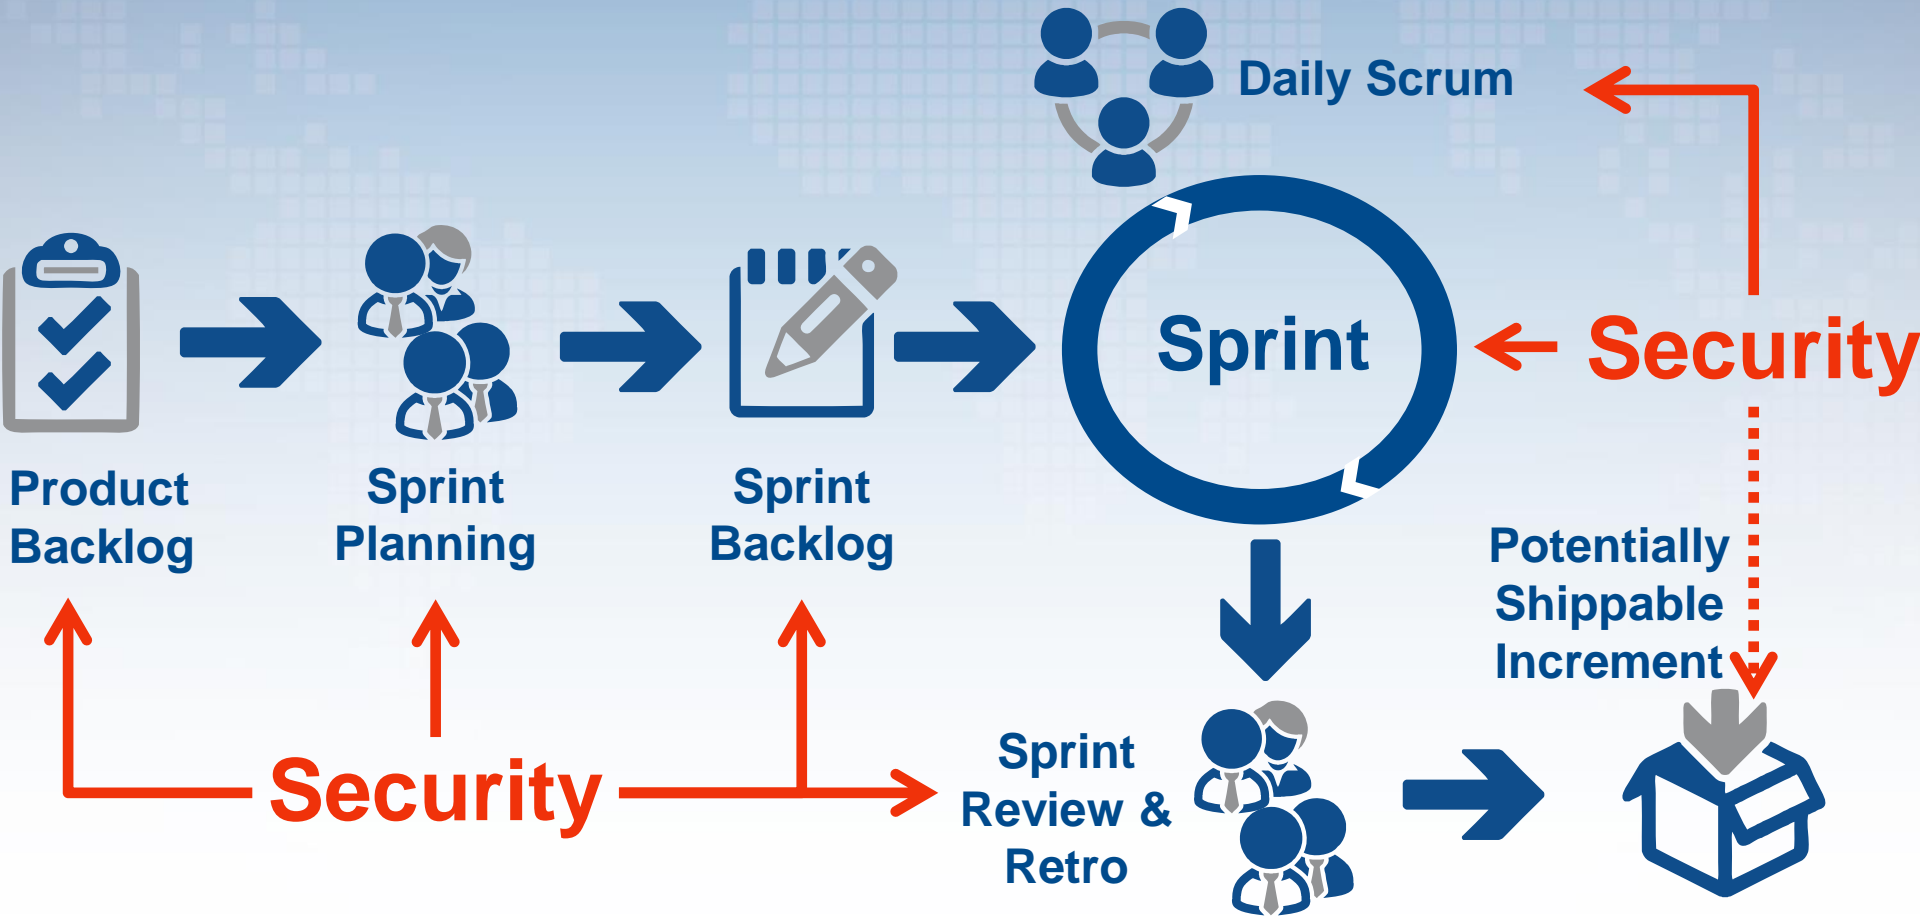 Daily Scrum
Sprint
Security
Product
Backlog
Sprint
Planning
Sprint
Backlog
Potentially
Shippable
Increment
Security
Sprint
Review &
Retro